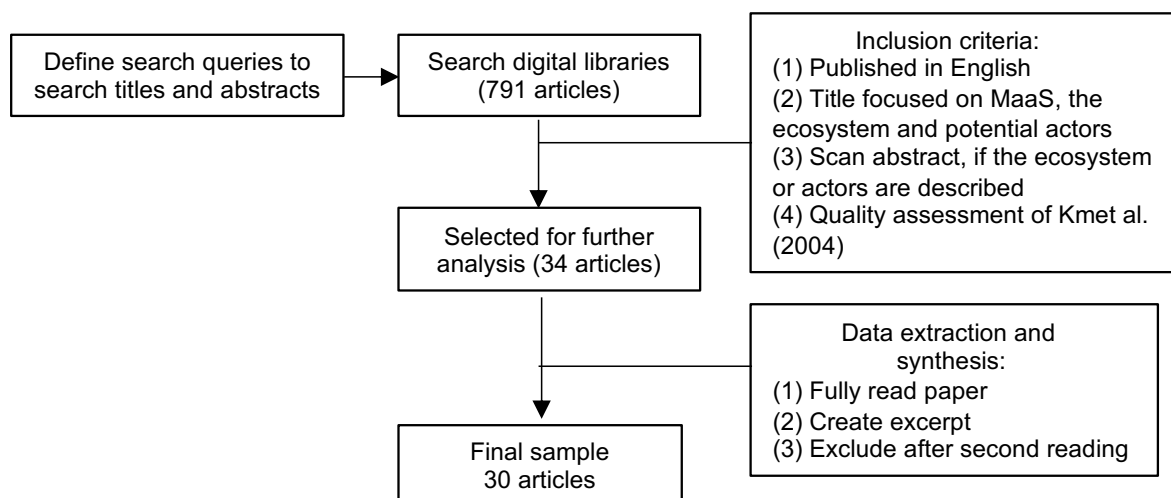 Define search queries to
search titles and abstracts
Search digital libraries
(791 articles)
Inclusion criteria:
(1) Published in English
(2) Title focused on MaaS, the
ecosystem and potential actors
(3) Scan abstract, if the ecosystem
or actors are described
(4) Quality assessment of Kmet al.
(2004)
Selected for further
analysis (34 articles)
Data extraction and
synthesis:
(1) Fully read paper
(2) Create excerpt
(3) Exclude after second reading
Final sample
30 articles